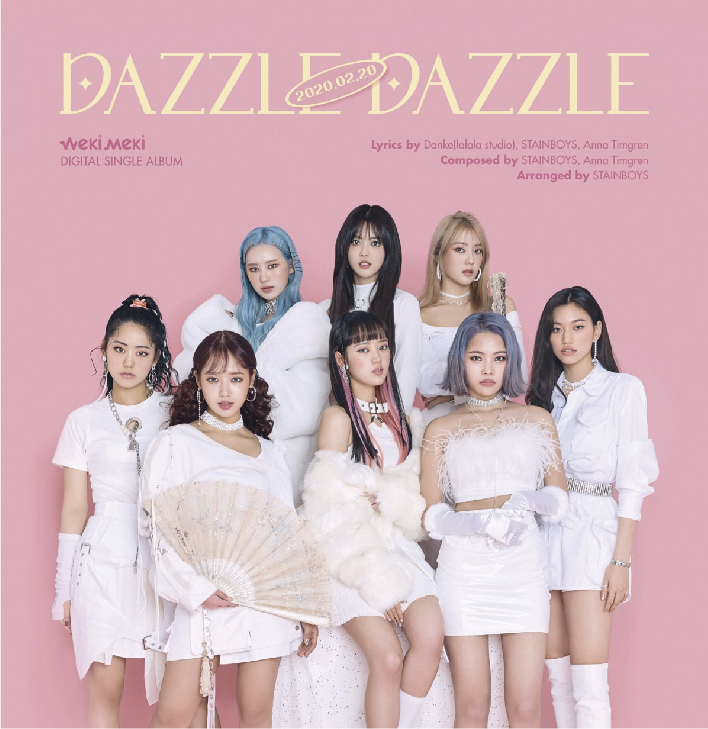 DAZZLE DAZZLE
2020.02.20
weki meki
DIGITAL SINGLE ALBUM
Lyrics by Danke(lalala studio), STAINBOYS, Anna Timgren
Composed by STAINBOYS, Anna Timgren
Arranged by STAINBOYS